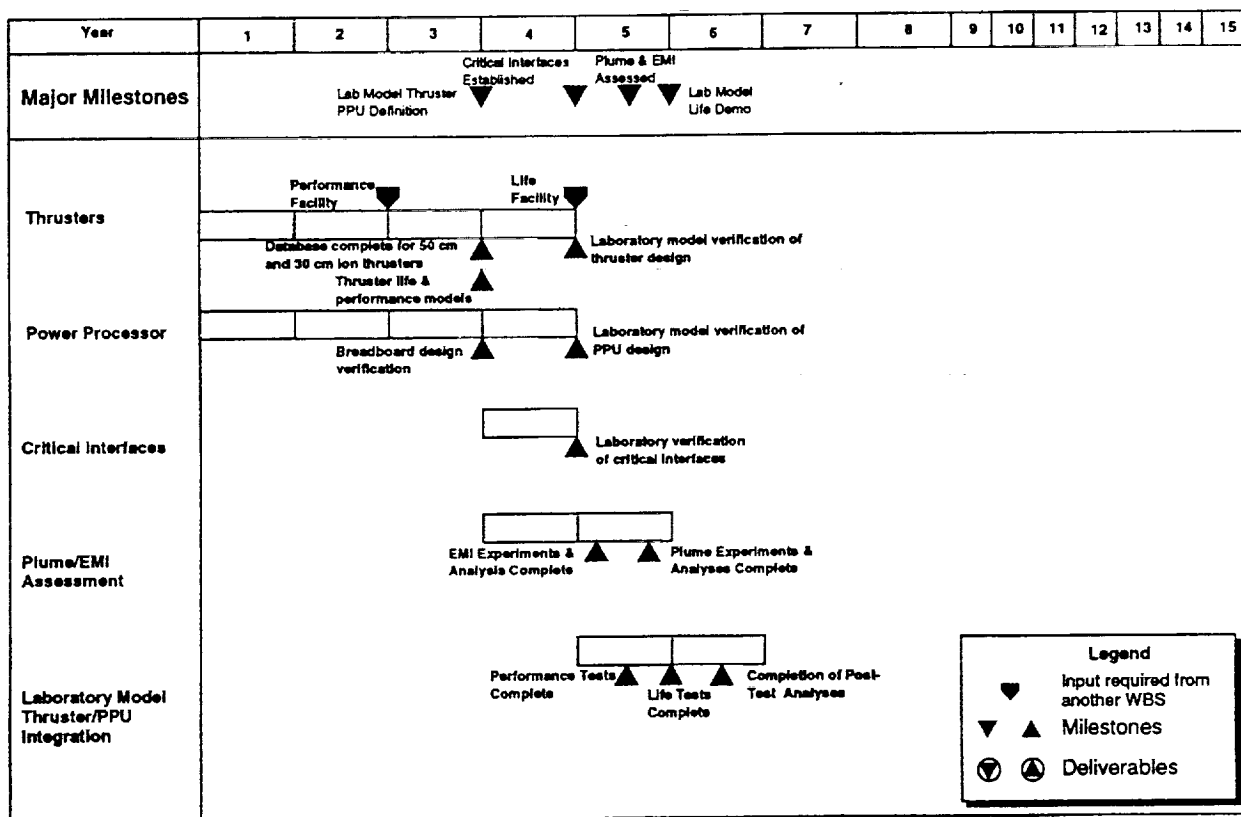 Year 1 2 3 4 5 6 7 8 9 10 11 12 13 14 15
Major Milestones
Lab Model Thruster
PPU Definition
Critical Interfaces
Established
Plume & EMI
Assessed
Lab Model
Life Demo
Thrusters
Performance
Facility
Life
Facility
Database complete for 50 cm
and 30 cm ion thrusters
Thruster life &
performance models
Laboratory model verification of
thruster design
Power Processor
Breadboard design
verification
Laboratory model verification of
PPU design
Critical Interfaces
Laboratory verification
of critical interfaces
Plume/EMI
Assessment
EMI Experiments &
Analysis Complete
Plume Experiments &
Analyses Complete
Laboratory Model
Thruster/PPU
Integration
Performance Tests
Complete
Life Tests
Complete
Completion of Post-
Test Analyses
Legend
Input required from
another WBS
Milestones
Deliverables